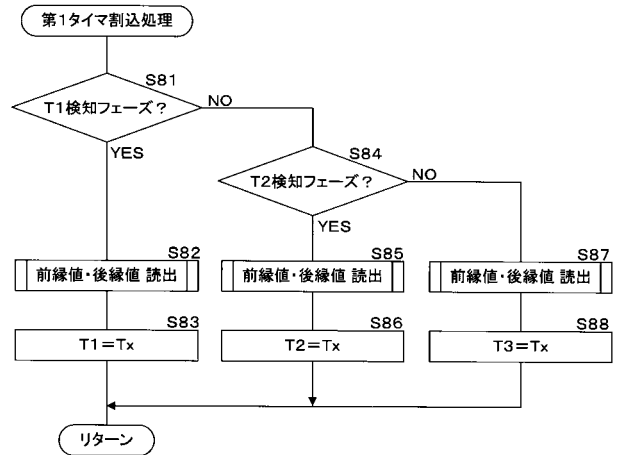 第1タイマ割込処理
S81
T1検知フェーズ?
NO
YES
S84
T2検知フェーズ?
NO
YES
S82
前縁値・後縁値 読出
S85
前縁値・後縁値 読出
S87
前縁値・後縁値 読出
S83
T1=Tx
S86
T2=Tx
S88
T3=Tx
リターン